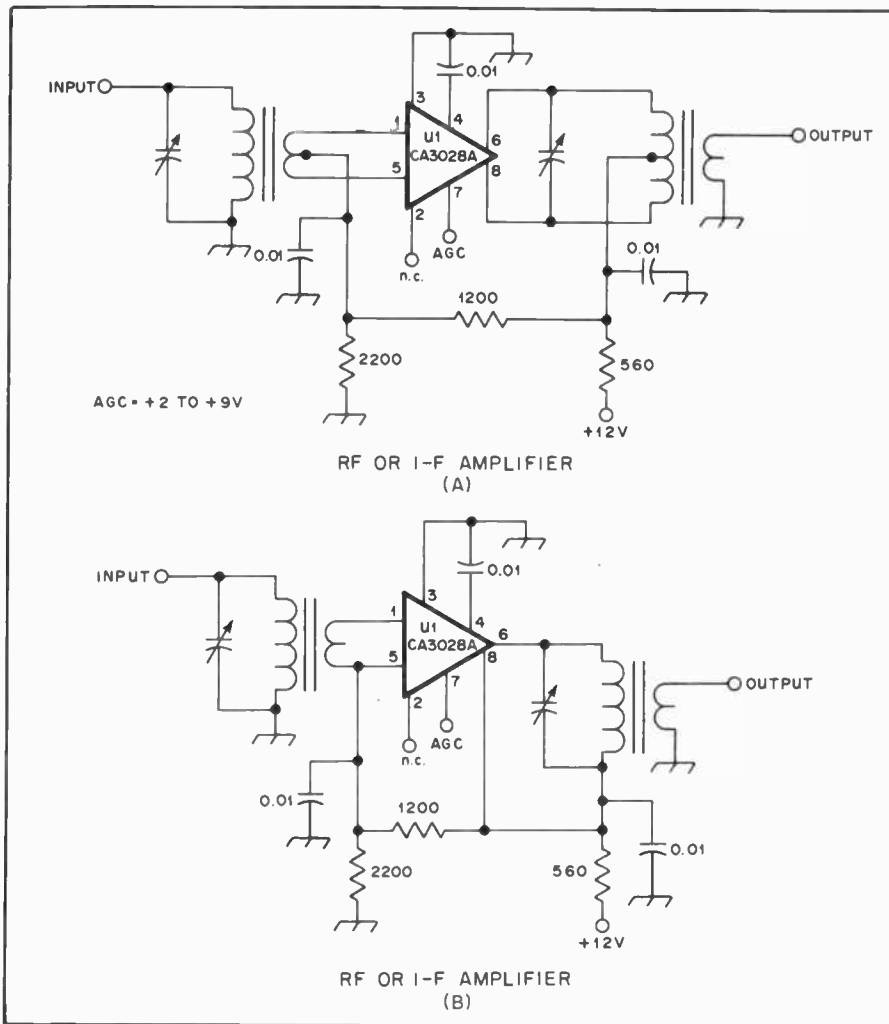 INPUT
3
0.01
4
1
U1
CA3028A
6
8
5
7
2
OUTPUT
0.01
AGC
n.c.
0.01
1200
2200
560
AGC = +2 TO +9V
+12V
RF OR I-F AMPLIFIER
(A)
INPUT
3
0.01
4
1
U1
CA3028A
6
8
5
7
2
OUTPUT
AGC
n.c.
0.01
1200
0.01
2200
560
+12V
RF OR I-F AMPLIFIER
(B)